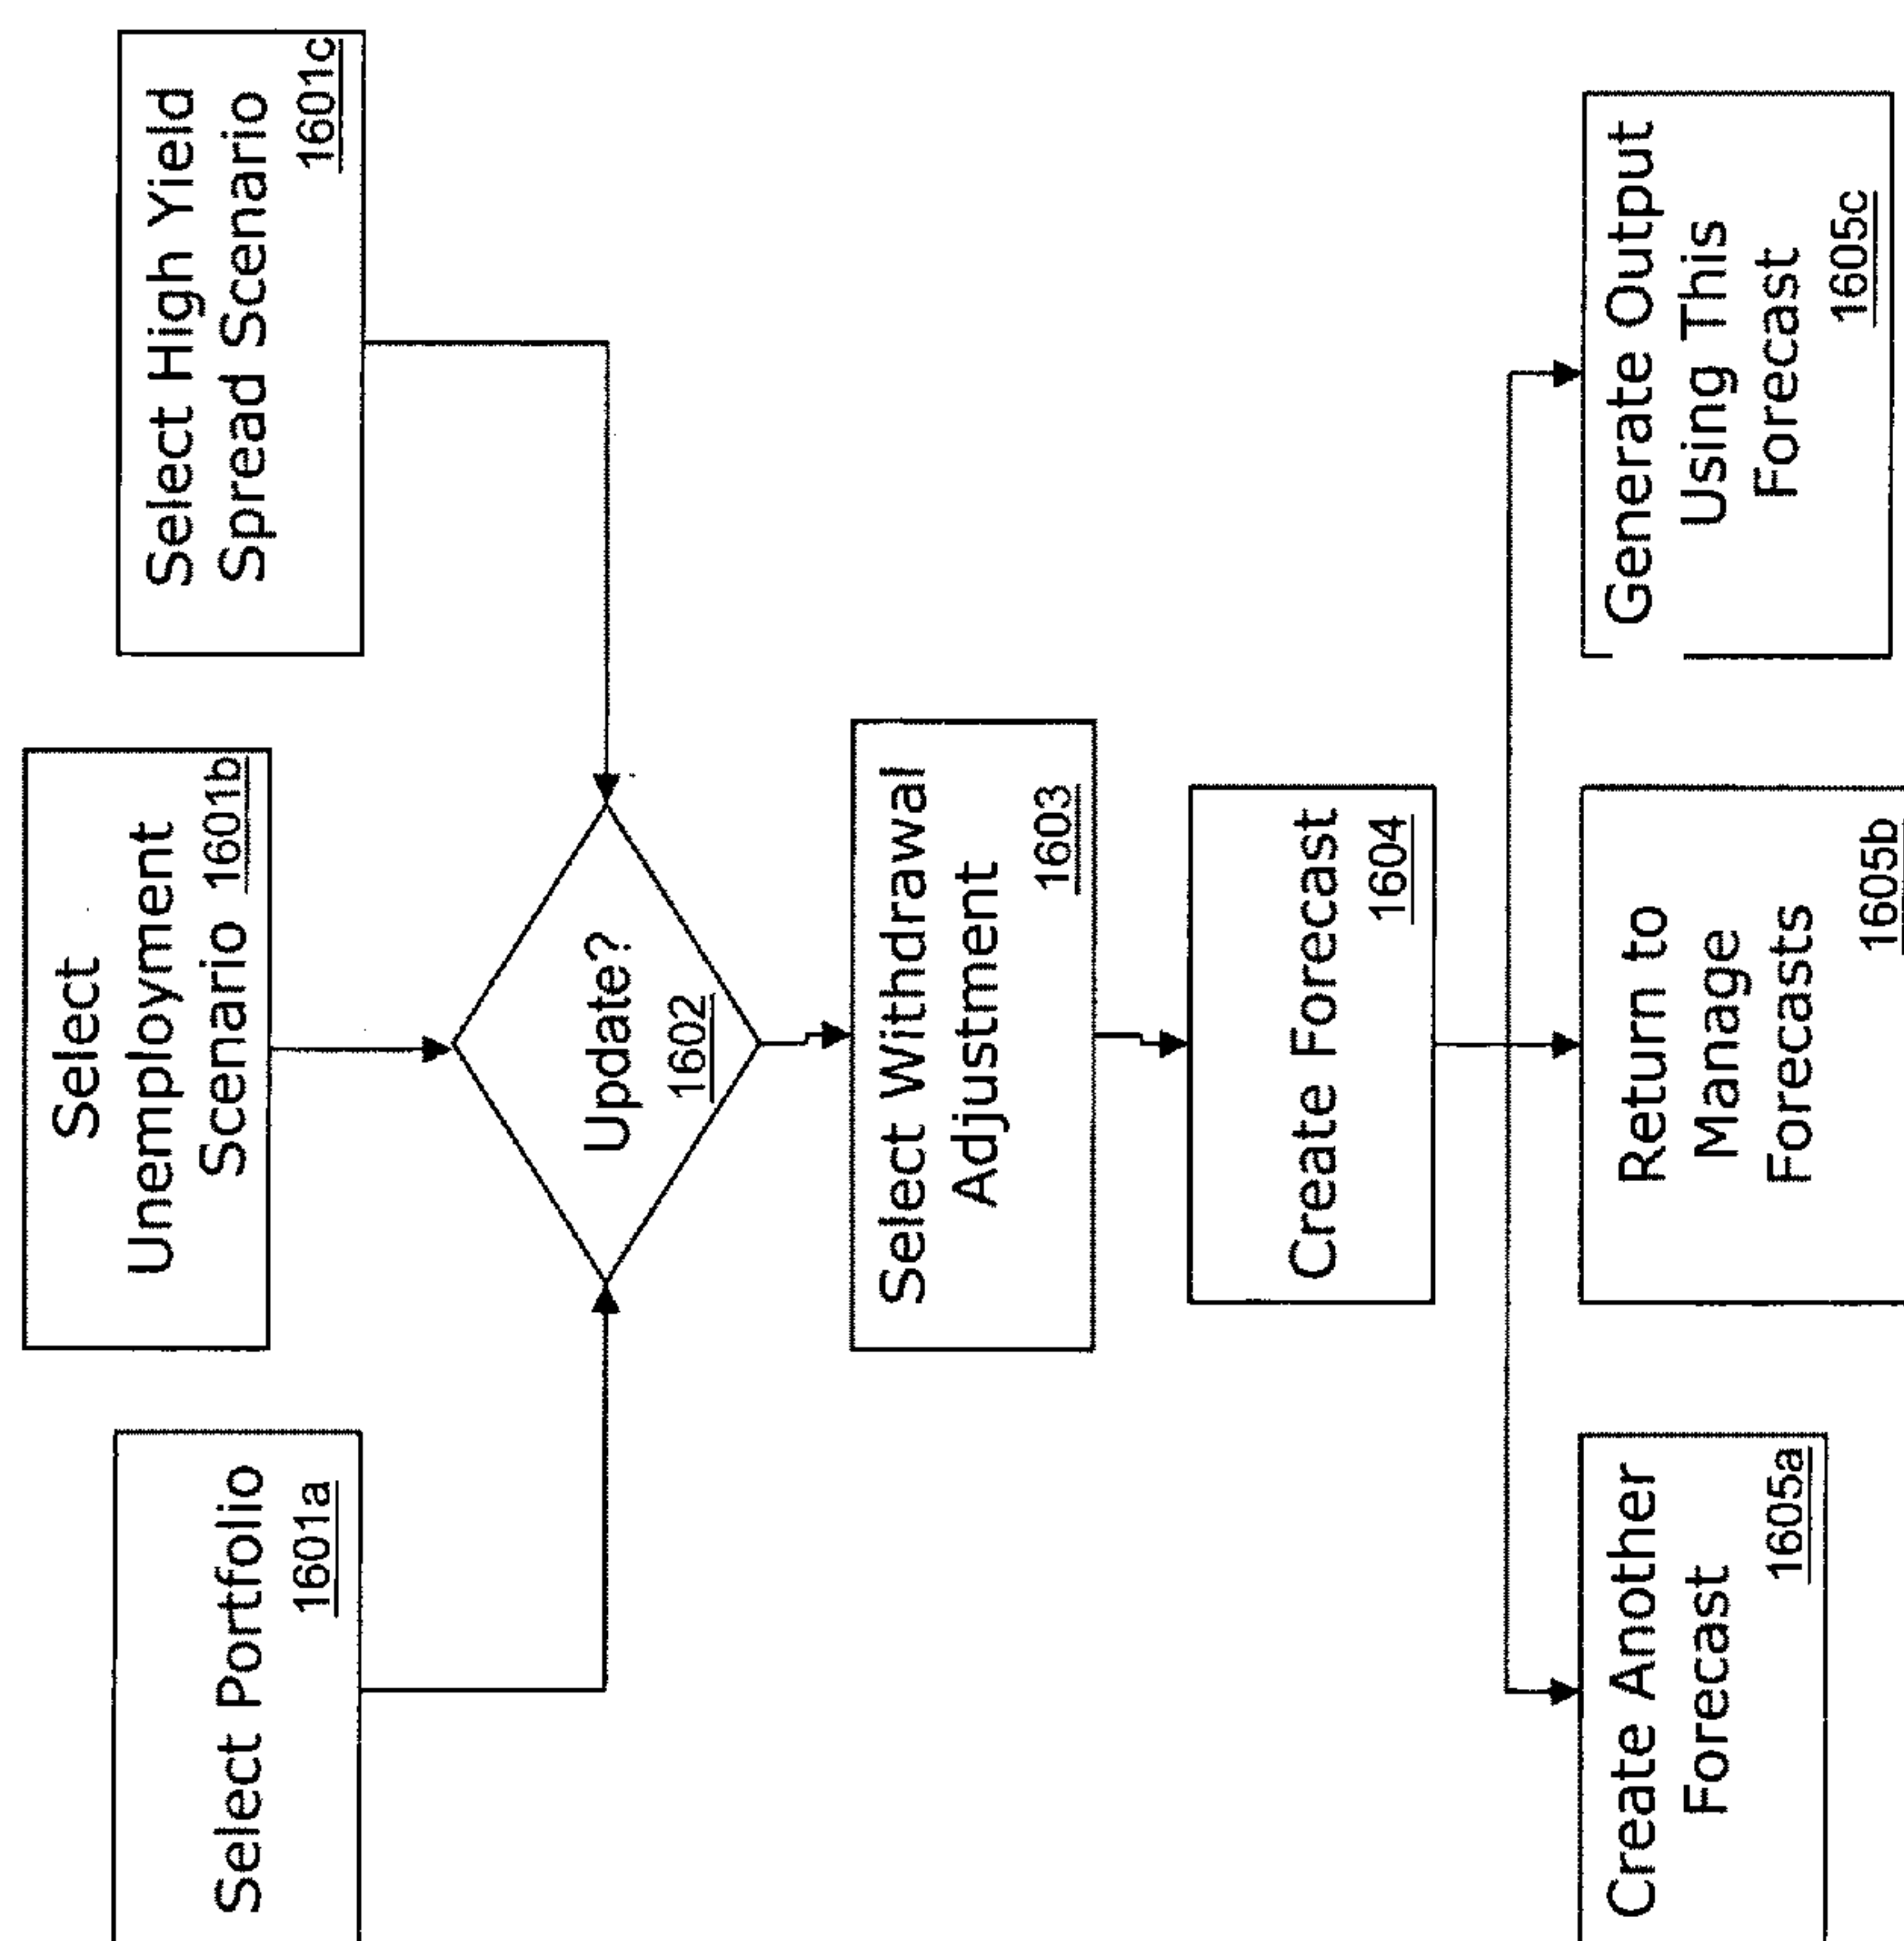 Select Portfolio
1601a
Select
Unemployment
Scenario 1601b
Select High Yield
Spread Scenario
1601c
Update?
1602
Select Withdrawal
Adjustment
1603
Create Forecast
1604
Create Another
Forecast
1605a
Return to
Manage
Forecasts
1605b
Generate Output
Using This
Forecast
1605c